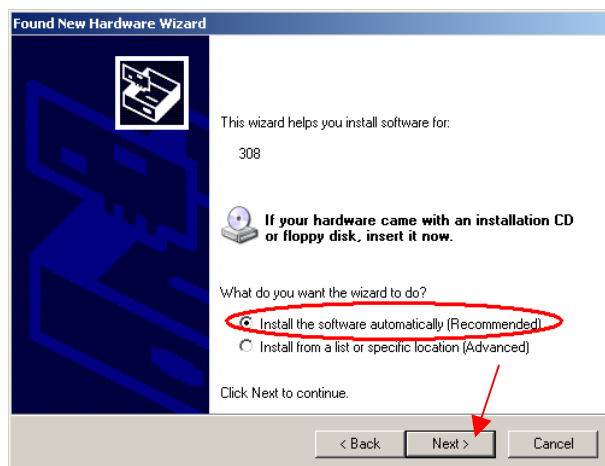 Found New Hardware Wizard
This wizard helps you install software for:
308
If your hardware came with an installation CD
or floppy disk, insert it now.
What do you want the wizard to do?
Install the software automatically (Recommended)
Install from a list or specific location (Advanced)
Click Next to continue.
< Back
Next >
Cancel